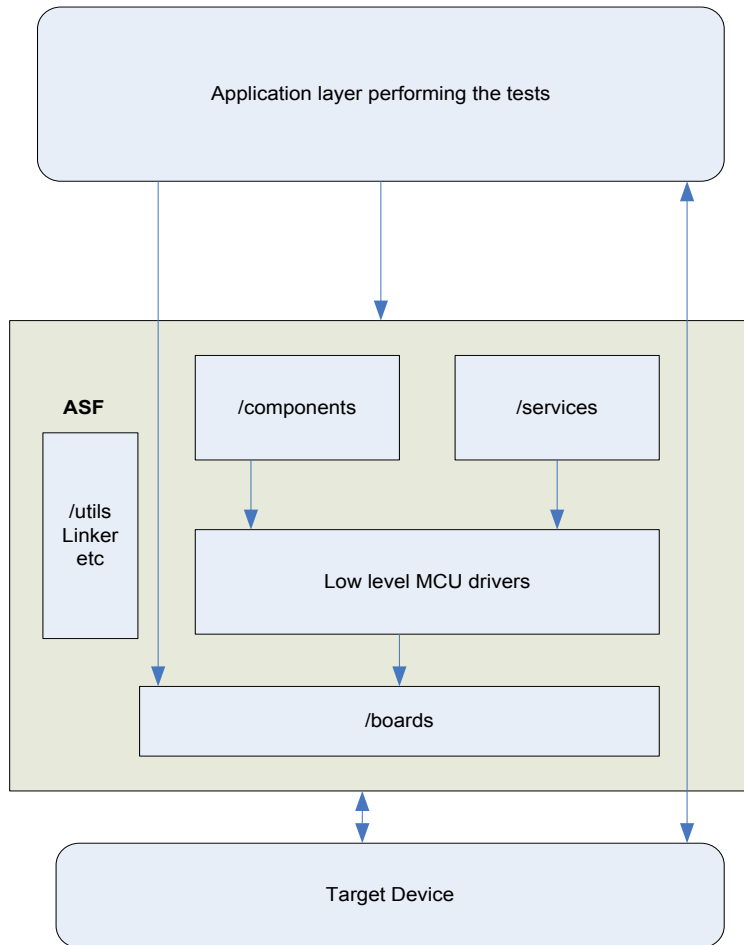 Application layer performing the tests
ASF
/components
/services
/utils
Linker
etc
Low level MCU drivers
/boards
Target Device